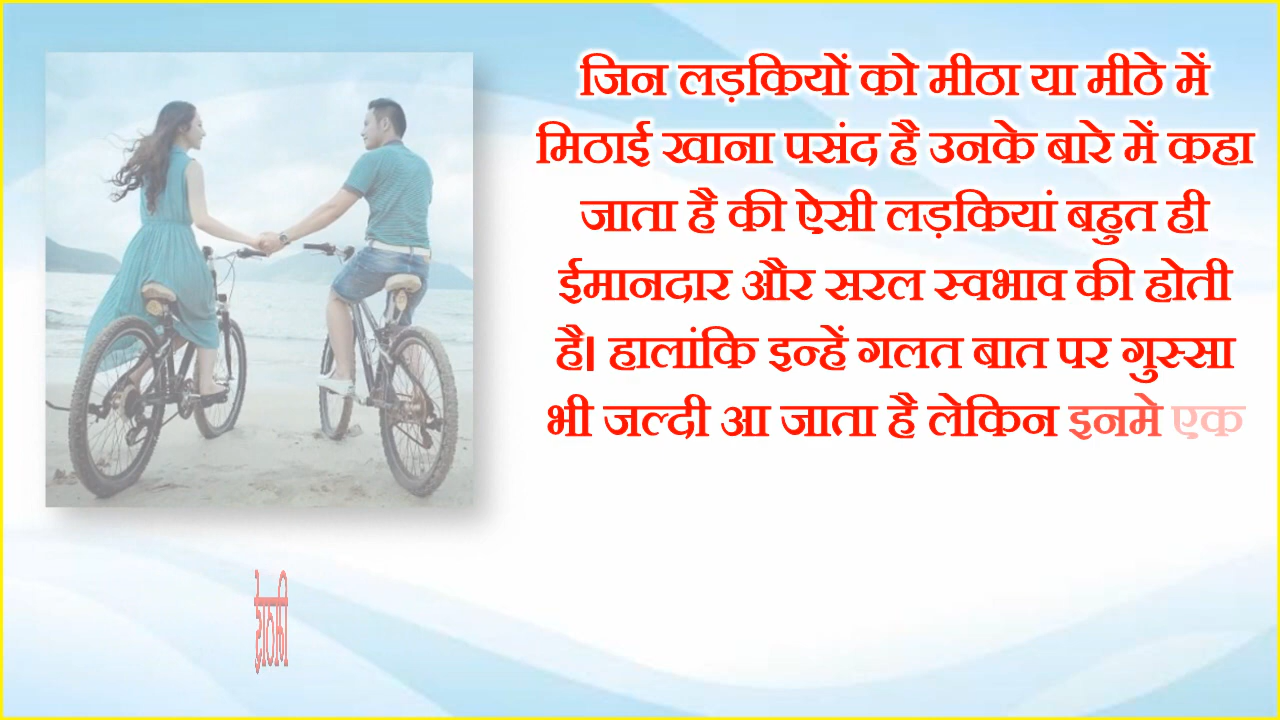 जिन लड़कियों को मीठा या मीठे में
मिठाई खाना पसंद है उनके बारे में कहा
जाता है की ऐसी लड़कियां बहुत ही
ईमानदार और सरल स्वभाव की होती
है। हालांकि इन्हें गलत बात पर गुस्सा
भी जल्दी आ जाता है लेकिन इनमे एक